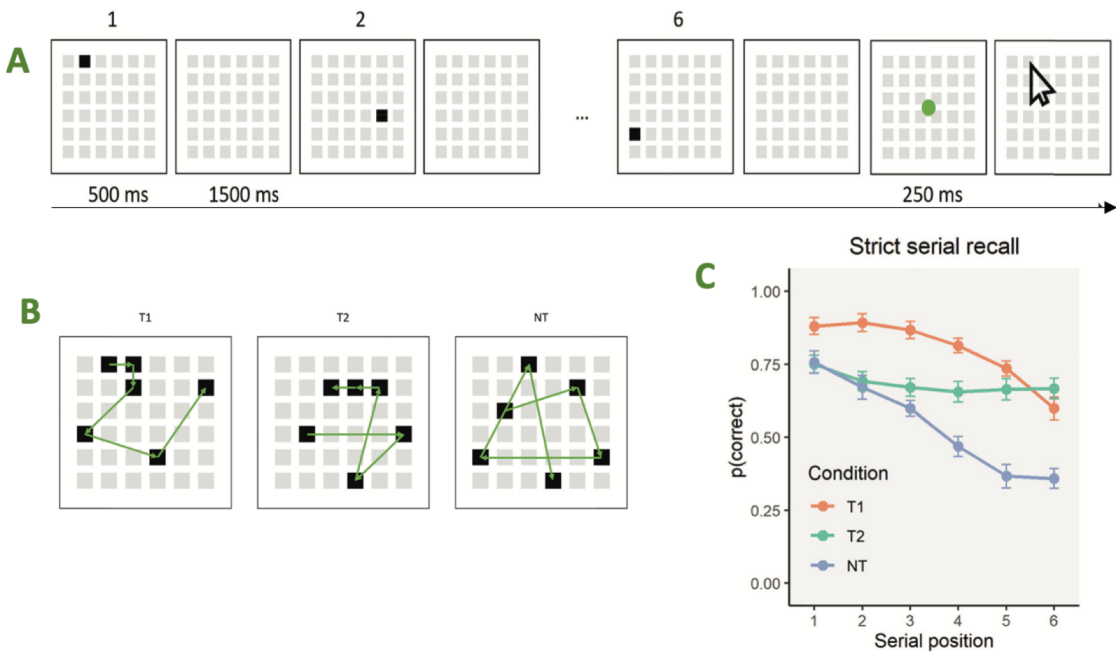 1 2 6
A
...
500 ms 1500 ms 250 ms
B
T1 T2 NT
C
Strict serial recall
1.00
0.75
0.50
0.25
0.00
p(correct)
Condition
T1
T2
NT
1 2 3 4 5 6
Serial position